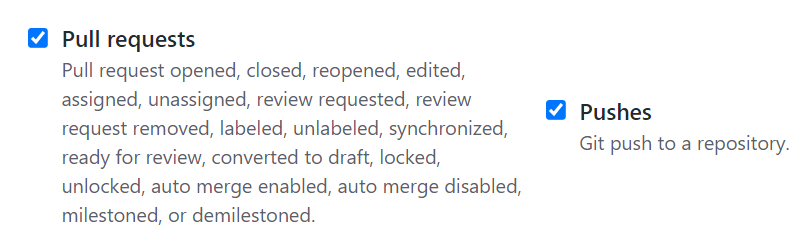 Pull requests
Pull request opened, closed, reopened, edited,
assigned, unassigned, review requested, review
request removed, labeled, unlabeled, synchronized,
ready for review, converted to draft, locked,
unlocked, auto merge enabled, auto merge disabled,
milestoned, or demilestoned.
Pushes
Git push to a repository.